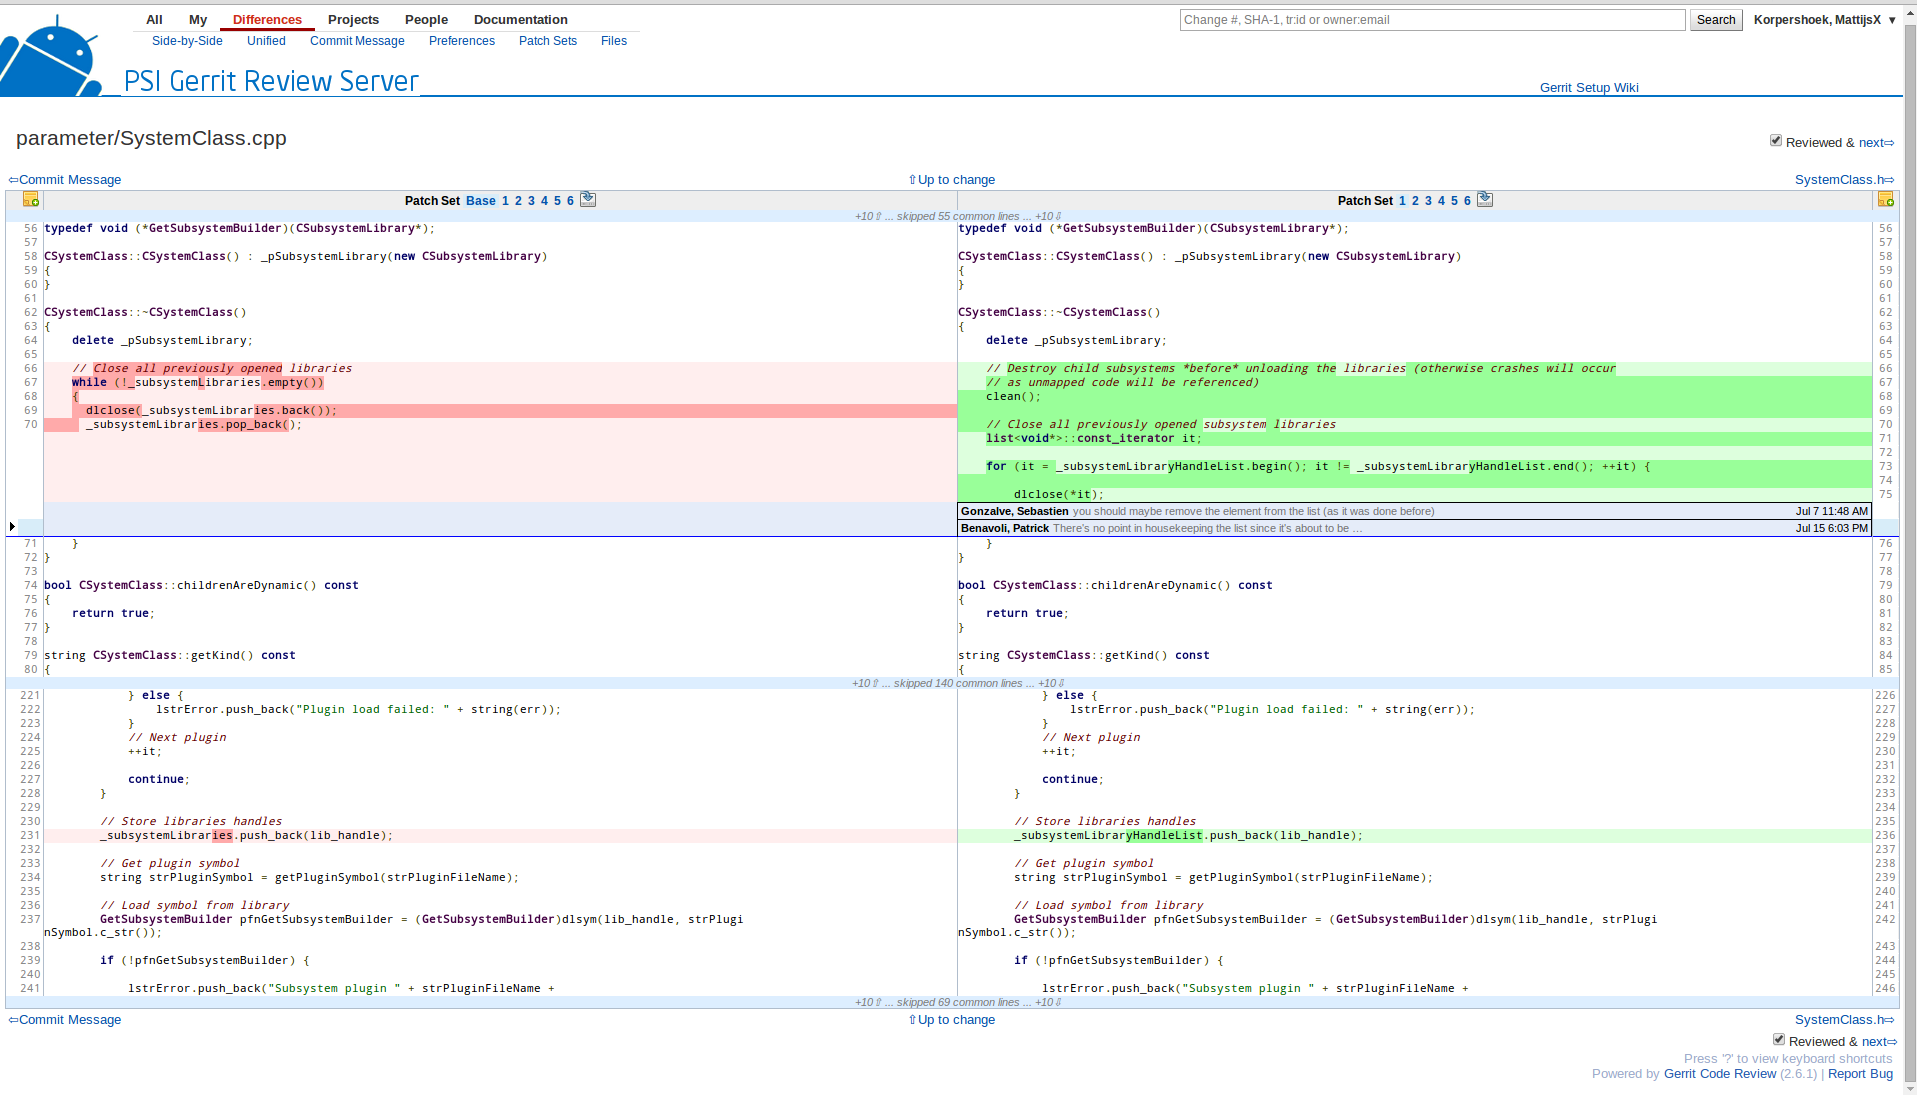 All My Differences Projects People Documentation
Change #, SHA-1, tr:id or owner:email Search Korpershoek, MattijsX ▼
Side-by-Side Unified Commit Message Preferences Patch Sets Files
PSI Gerrit Review Server
Gerrit Setup Wiki
parameter/SystemClass.cpp
Reviewed & next⇨
⇦Commit Message ⇧Up to change SystemClass.h⇨
Patch Set Base 1 2 3 4 5 6 Patch Set 1 2 3 4 5 6
+10⇧ ... skipped 55 common lines ... +10⇩
56 typedef void (*GetSubsystemBuilder)(CSubsystemLibrary*); typedef void (*GetSubsystemBuilder)(CSubsystemLibrary*); 56
57 57
58 CSystemClass::CSystemClass() : _pSubsystemLibrary(new CSubsystemLibrary) CSystemClass::CSystemClass() : _pSubsystemLibrary(new CSubsystemLibrary) 58
59 { { 59
60 } } 60
61 61
62 CSystemClass::~CSystemClass() CSystemClass::~CSystemClass() 62
63 { { 63
64 delete _pSubsystemLibrary; delete _pSubsystemLibrary; 64
65 65
66 // Close all previously opened libraries // Destroy child subsystems *before* unloading the libraries (otherwise crashes will occur 66
67 while (!_subsystemLibraries.empty()) // as unmapped code will be referenced) 67
68 { clean(); 68
69 dlclose(_subsystemLibraries.back()); 69
70 _subsystemLibraries.pop_back(); // Close all previously opened subsystem libraries 70
list<void*>::const_iterator it; 71
72
for (it = _subsystemLibraryHandleList.begin(); it != _subsystemLibraryHandleList.end(); ++it) { 73
74
dlclose(*it); 75
Gonzalve, Sebastien you should maybe remove the element from the list (as it was done before) Jul 7 11:48 AM
Benavoli, Patrick There's no point in housekeeping the list since it's about to be ... Jul 15 6:03 PM
71 } } 76
72 } } 77
73 78
74 bool CSystemClass::childrenAreDynamic() const bool CSystemClass::childrenAreDynamic() const 79
75 { { 80
76 return true; return true; 81
77 } } 82
78 83
79 string CSystemClass::getKind() const string CSystemClass::getKind() const 84
80 { { 85
+10⇧ ... skipped 140 common lines ... +10⇩
221 } else { } else { 226
222 lstrError.push_back("Plugin load failed: " + string(err)); lstrError.push_back("Plugin load failed: " + string(err)); 227
223 } } 228
224 // Next plugin // Next plugin 229
225 ++it; ++it; 230
226 231
227 continue; continue; 232
228 } } 233
229 234
230 // Store libraries handles // Store libraries handles 235
231 _subsystemLibraries.push_back(lib_handle); _subsystemLibraryHandleList.push_back(lib_handle); 236
232 237
233 // Get plugin symbol // Get plugin symbol 238
234 string strPluginSymbol = getPluginSymbol(strPluginFileName); string strPluginSymbol = getPluginSymbol(strPluginFileName); 239
235 240
236 // Load symbol from library // Load symbol from library 241
237 GetSubsystemBuilder pfnGetSubsystemBuilder = (GetSubsystemBuilder)dlsym(lib_handle, strPlugi GetSubsystemBuilder pfnGetSubsystemBuilder = (GetSubsystemBuilder)dlsym(lib_handle, strPlugi 242
nSymbol.c_str()); nSymbol.c_str());
238 243
239 if (!pfnGetSubsystemBuilder) { if (!pfnGetSubsystemBuilder) { 244
240 245
241 lstrError.push_back("Subsystem plugin " + strPluginFileName + lstrError.push_back("Subsystem plugin " + strPluginFileName + 246
+10⇧ ... skipped 69 common lines ... +10⇩
⇦Commit Message ⇧Up to change SystemClass.h⇨
Reviewed & next⇨
Press '?' to view keyboard shortcuts
Powered by Gerrit Code Review (2.6.1) | Report Bug